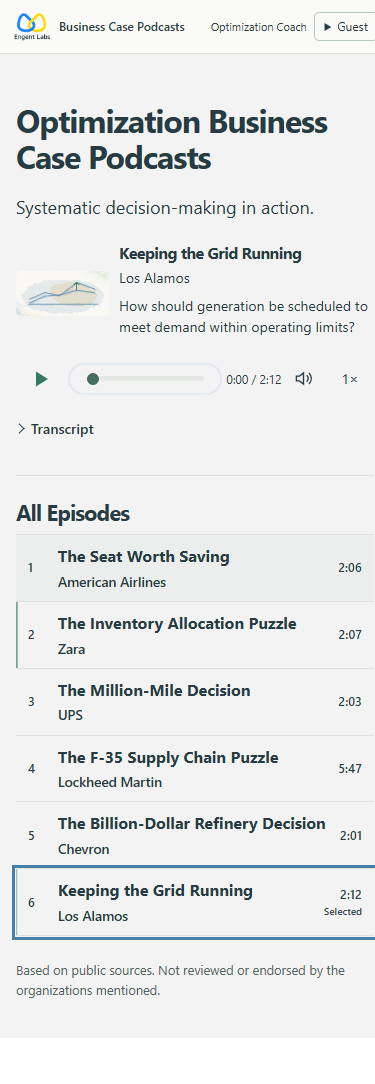 Engent Labs
Business Case Podcasts
Optimization Coach
Guest
Optimization Business
Case Podcasts
Systematic decision-making in action.
Keeping the Grid Running
Los Alamos
How should generation be scheduled to
meet demand within operating limits?
0:00 / 2:12
1×
Transcript
All Episodes
1
The Seat Worth Saving
American Airlines
2:06
2
The Inventory Allocation Puzzle
Zara
2:07
3
The Million-Mile Decision
UPS
2:03
4
The F-35 Supply Chain Puzzle
Lockheed Martin
5:47
5
The Billion-Dollar Refinery Decision
Chevron
2:01
6
Keeping the Grid Running
Los Alamos
2:12
Selected
Based on public sources. Not reviewed or endorsed by the
organizations mentioned.